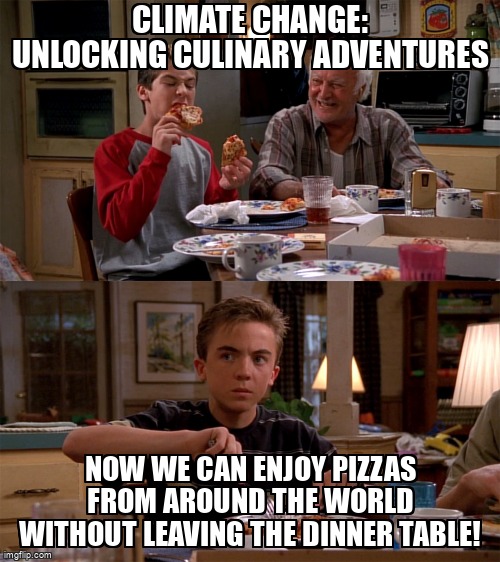 CLIMATE CHANGE:
UNLOCKING CULINARY ADVENTURES
NOW WE CAN ENJOY PIZZAS
FROM AROUND THE WORLD
WITHOUT LEAVING THE DINNER TABLE!
imgflip.com